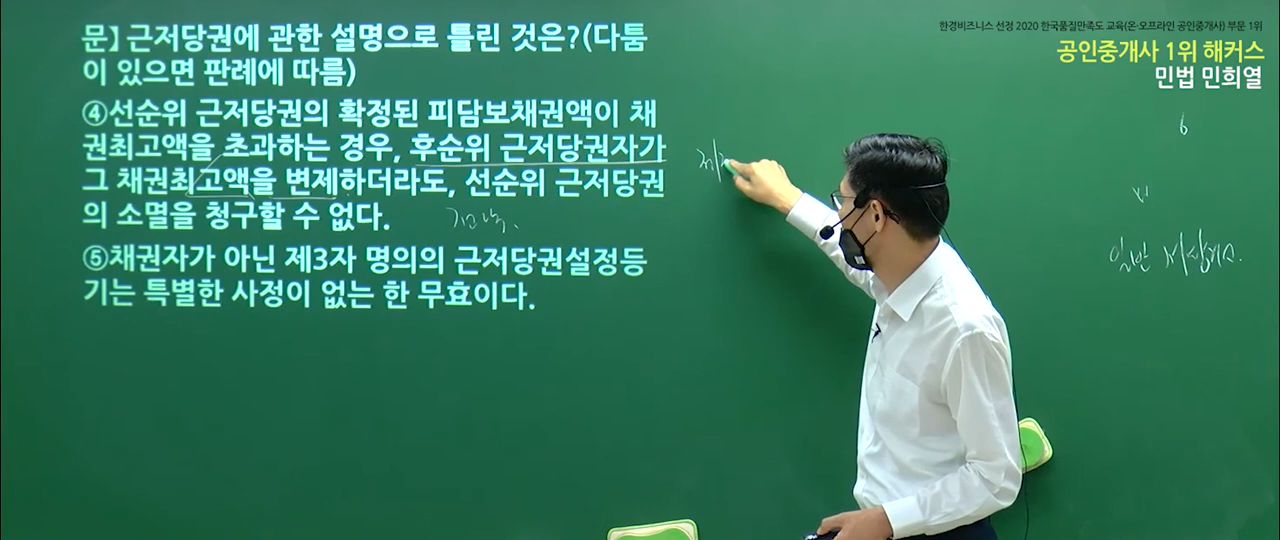 한경비즈니스 선정 2020 한국품질만족도 교육(온·오프라인 공인중개사) 부문 1위
공인중개사 1위 해커스
민법 민희열
문】 근저당권에 관한 설명으로 틀린 것은?(다툼
이 있으면 판례에 따름)
④선순위 근저당권의 확정된 피담보채권액이 채
권최고액을 초과하는 경우, 후순위 근저당권자가
그 채권최고액을 변제하더라도, 선순위 근저당권
의 소멸을 청구할 수 없다.
⑤채권자가 아닌 제3자 명의의 근저당권설정등
기는 특별한 사정이 없는 한 무효이다.
제3
6
일반